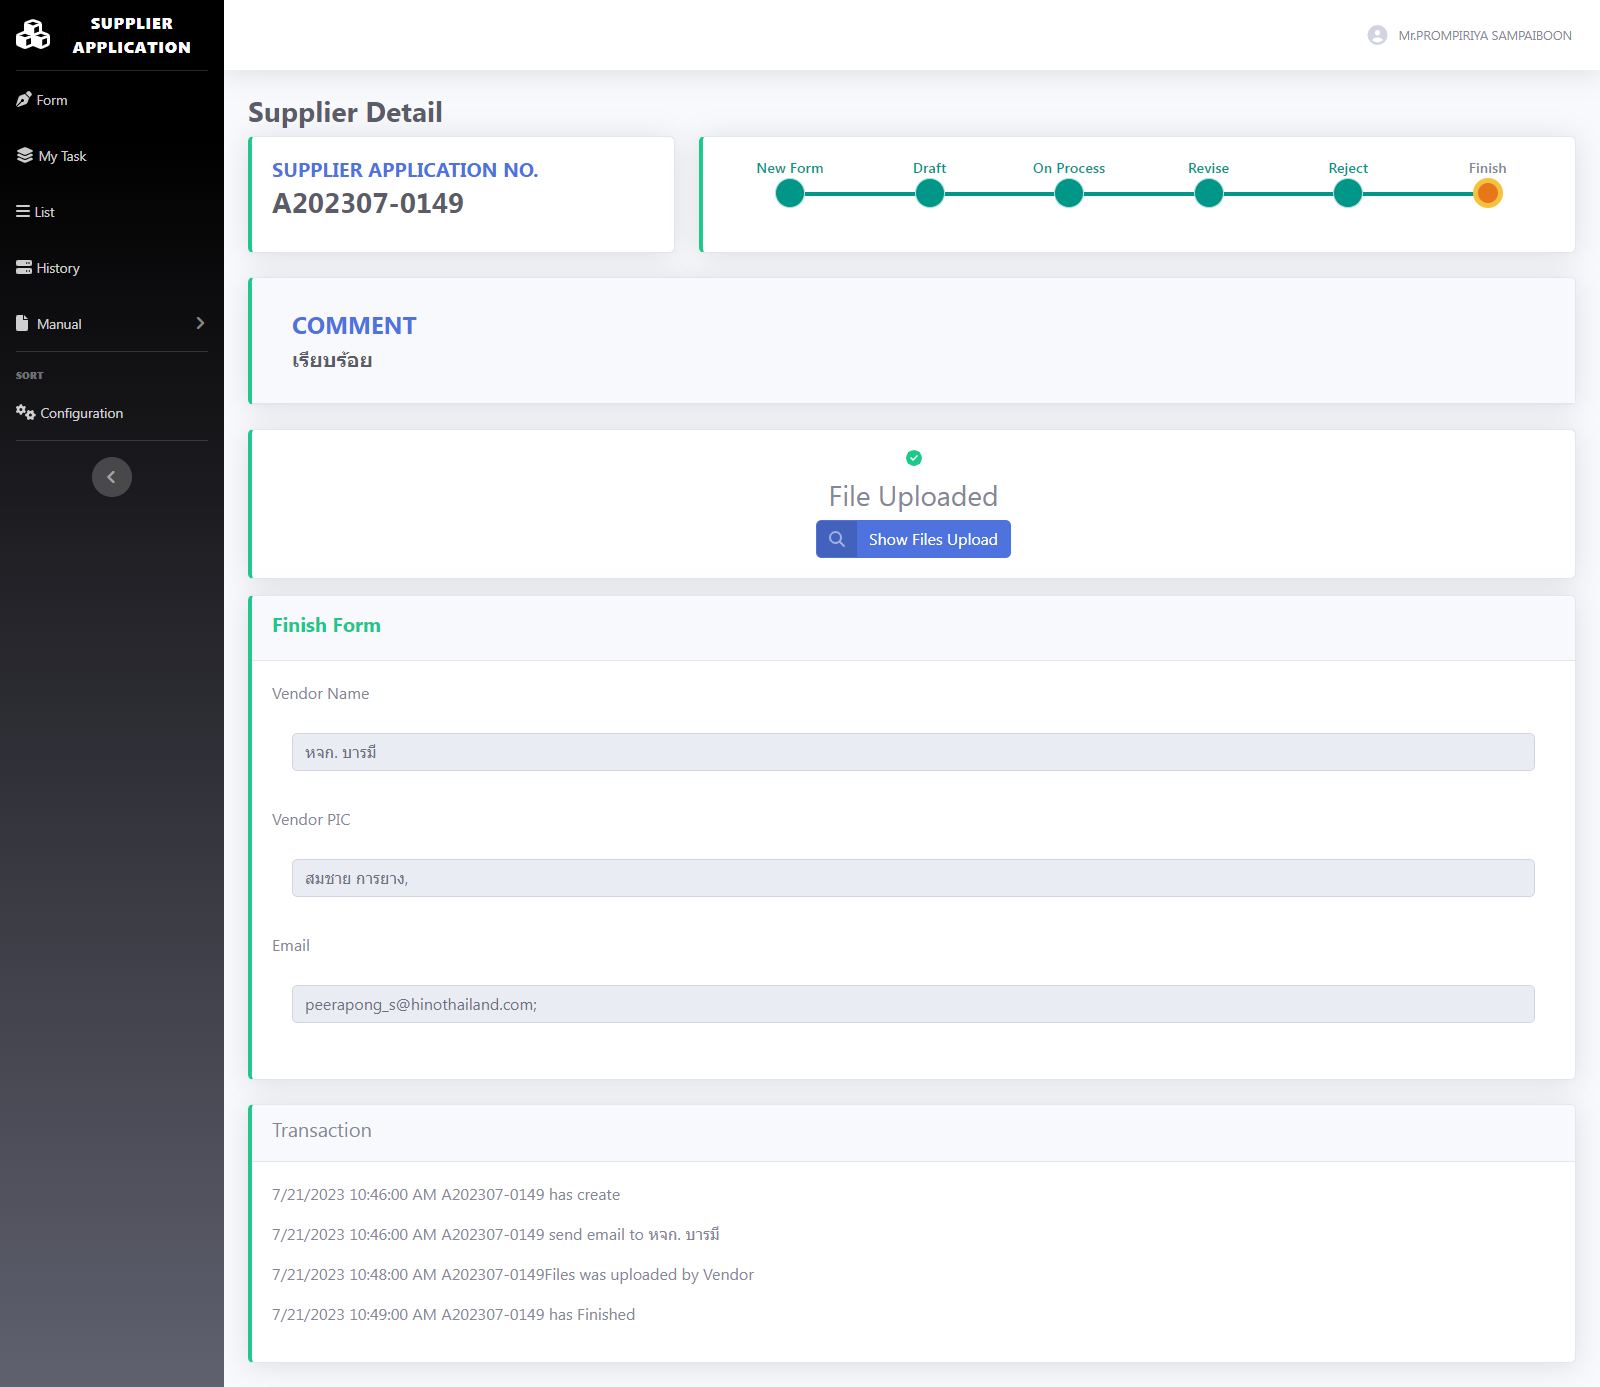 SUPPLIER
APPLICATION
Mr.PROMPIRIYA SAMPAIBOON
Form
My Task
List
History
Manual
SORT
Configuration
Supplier Detail
SUPPLIER APPLICATION NO.
A202307-0149
New Form
Draft
On Process
Revise
Reject
Finish
COMMENT
เรียบร้อย
File Uploaded
Show Files Upload
Finish Form
Vendor Name
หจก. บารมี
Vendor PIC
สมชาย การยาง,
Email
peerapong_s@hinothailand.com;
Transaction
7/21/2023 10:46:00 AM A202307-0149 has create
7/21/2023 10:46:00 AM A202307-0149 send email to หจก. บารมี
7/21/2023 10:48:00 AM A202307-0149Files was uploaded by Vendor
7/21/2023 10:49:00 AM A202307-0149 has Finished